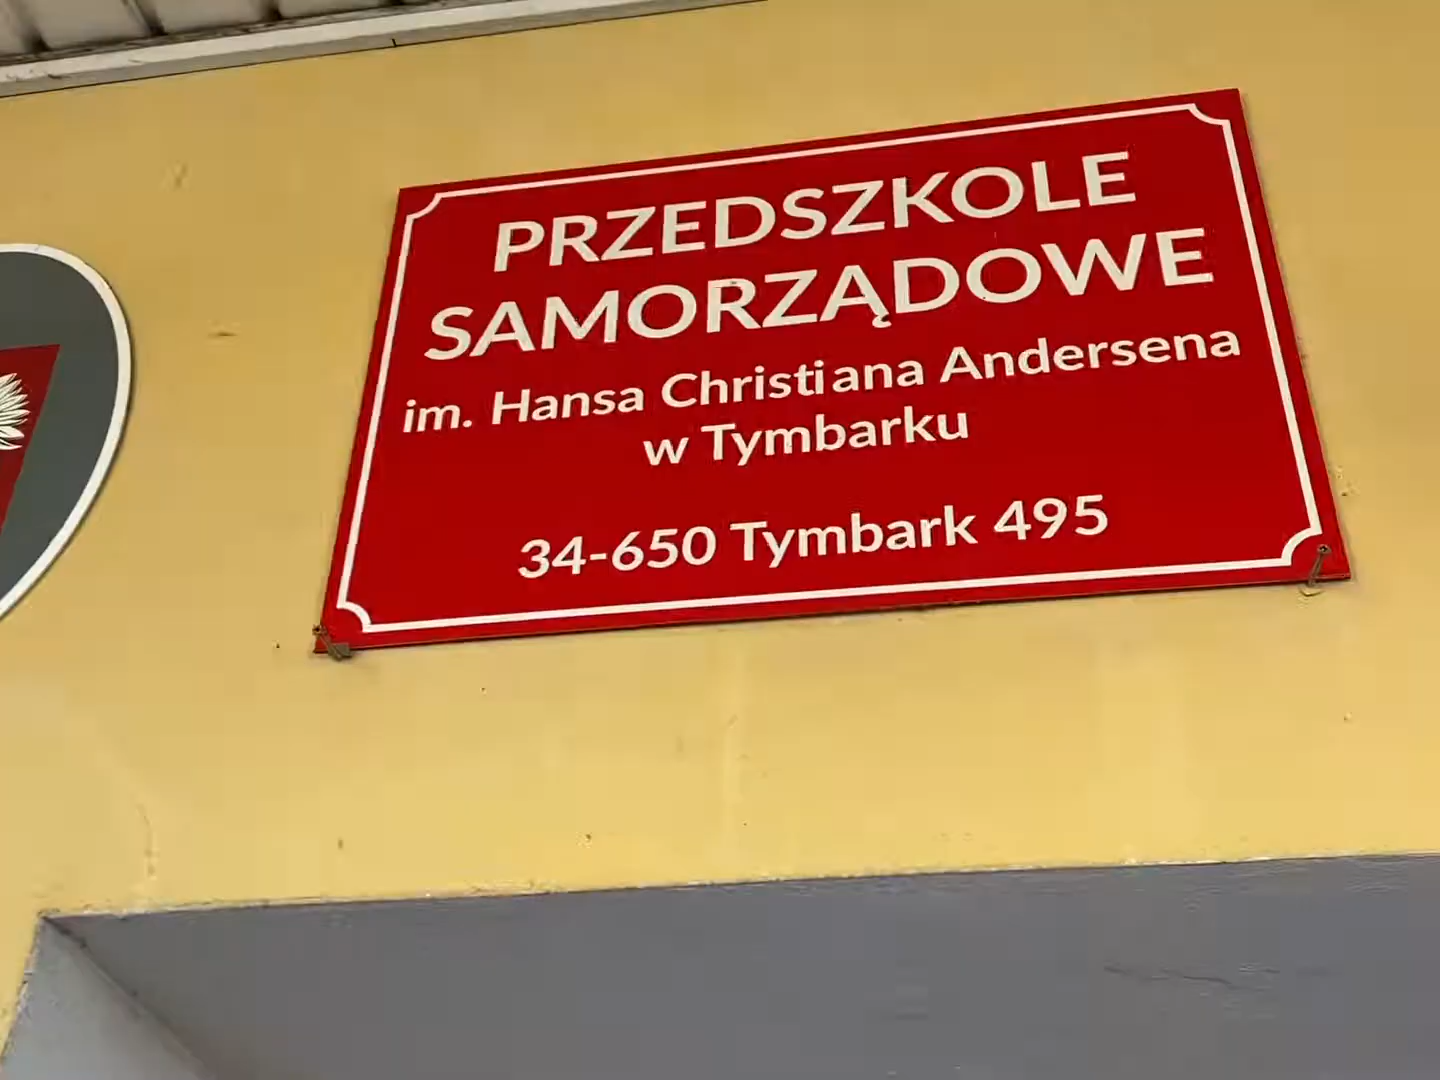 PRZEDSZKOLE
SAMORZĄDOWE
im. Hansa Christiana Andersena
w Tymbarku
34-650 Tymbark 495